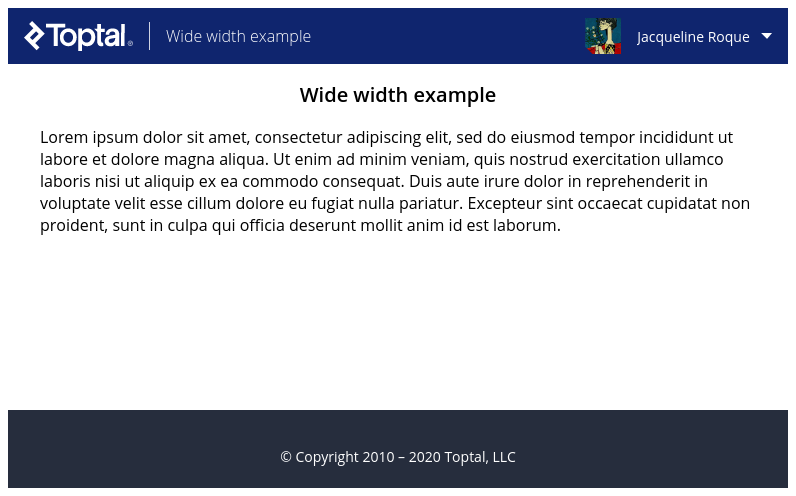 Toptal® Wide width example Jacqueline Roque
Wide width example
Lorem ipsum dolor sit amet, consectetur adipiscing elit, sed do eiusmod tempor incididunt ut
labore et dolore magna aliqua. Ut enim ad minim veniam, quis nostrud exercitation ullamco
laboris nisi ut aliquip ex ea commodo consequat. Duis aute irure dolor in reprehenderit in
voluptate velit esse cillum dolore eu fugiat nulla pariatur. Excepteur sint occaecat cupidatat non
proident, sunt in culpa qui officia deserunt mollit anim id est laborum.
© Copyright 2010 – 2020 Toptal, LLC